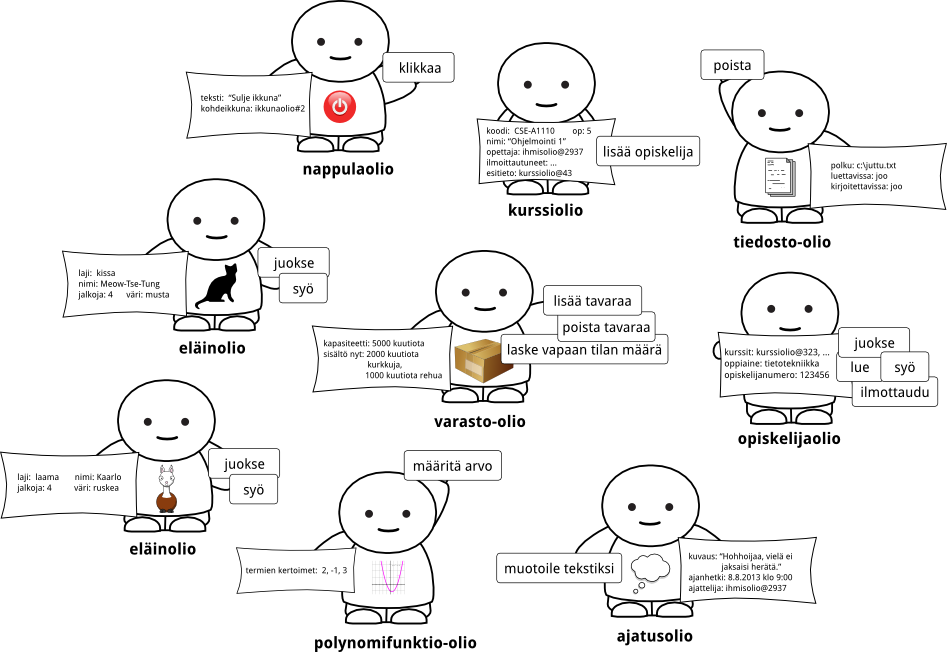 klikkaa
teksti: "Sulje ikkuna"
kohdeikkuna: ikkunaolio#2
nappulaolio
koodi: CSE-A1110 op: 5
nimi: "Ohjelmointi 1"
opettaja: ihmisolio@2937
ilmoittautuneet: ...
esitieto: kurssiolio@43
lisää opiskelija
kurssiolio
poista
polku: c:\juttu.txt
luettavissa: joo
kirjoitettavissa: joo
tiedosto-olio
juokse
syö
laji: kissa
nimi: Meow-Tse-Tung
jalkoja: 4 väri: musta
eläinolio
lisää tavaraa
poista tavaraa
laske vapaan tilan määrä
kapasiteetti: 5000 kuutiota
sisältö nyt: 2000 kuutiota
kurkkuja,
1000 kuutiota rehua
varasto-olio
kurssit: kurssiolio@323, ...
oppiaine: tietotekniikka
opiskelijanumero: 123456
juokse
lue
syö
ilmottaudu
opiskelijaolio
juokse
syö
laji: laama nimi: Kaarlo
jalkoja: 4 väri: ruskea
eläinolio
määritä arvo
termien kertoimet: 2, -1, 3
polynomifunktio-olio
muotoile tekstiksi
kuvaus: "Hohhoijaa, vielä ei
jaksaisi herätä."
ajanhetki: 8.8.2013 klo 9:00
ajattelija: ihmisolio@2937
ajatusolio